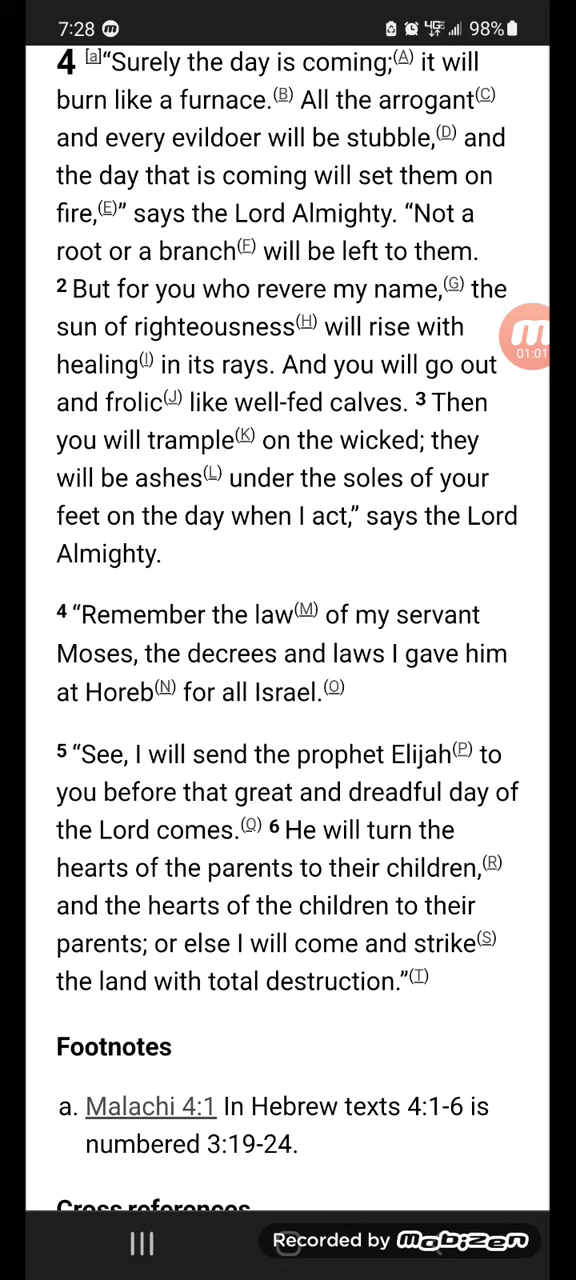 7:28 m 4GE 98%
4 [a]“Surely the day is coming;(A) it will
burn like a furnace.(B) All the arrogant(C)
and every evildoer will be stubble,(D) and
the day that is coming will set them on
fire,(E)” says the Lord Almighty. “Not a
root or a branch(F) will be left to them.
2 But for you who revere my name,(G) the
sun of righteousness(H) will rise with
healing(I) in its rays. And you will go out
and frolic(J) like well-fed calves. 3 Then
you will trample(K) on the wicked; they
will be ashes(L) under the soles of your
feet on the day when I act,” says the Lord
Almighty.
m
01:01
4 “Remember the law(M) of my servant
Moses, the decrees and laws I gave him
at Horeb(N) for all Israel.(O)
5 “See, I will send the prophet Elijah(P) to
you before that great and dreadful day of
the Lord comes.(Q) 6 He will turn the
hearts of the parents to their children,(R)
and the hearts of the children to their
parents; or else I will come and strike(S)
the land with total destruction.”(T)
Footnotes
a. Malachi 4:1 In Hebrew texts 4:1-6 is
numbered 3:19-24.
Cross references
Recorded by mobizen